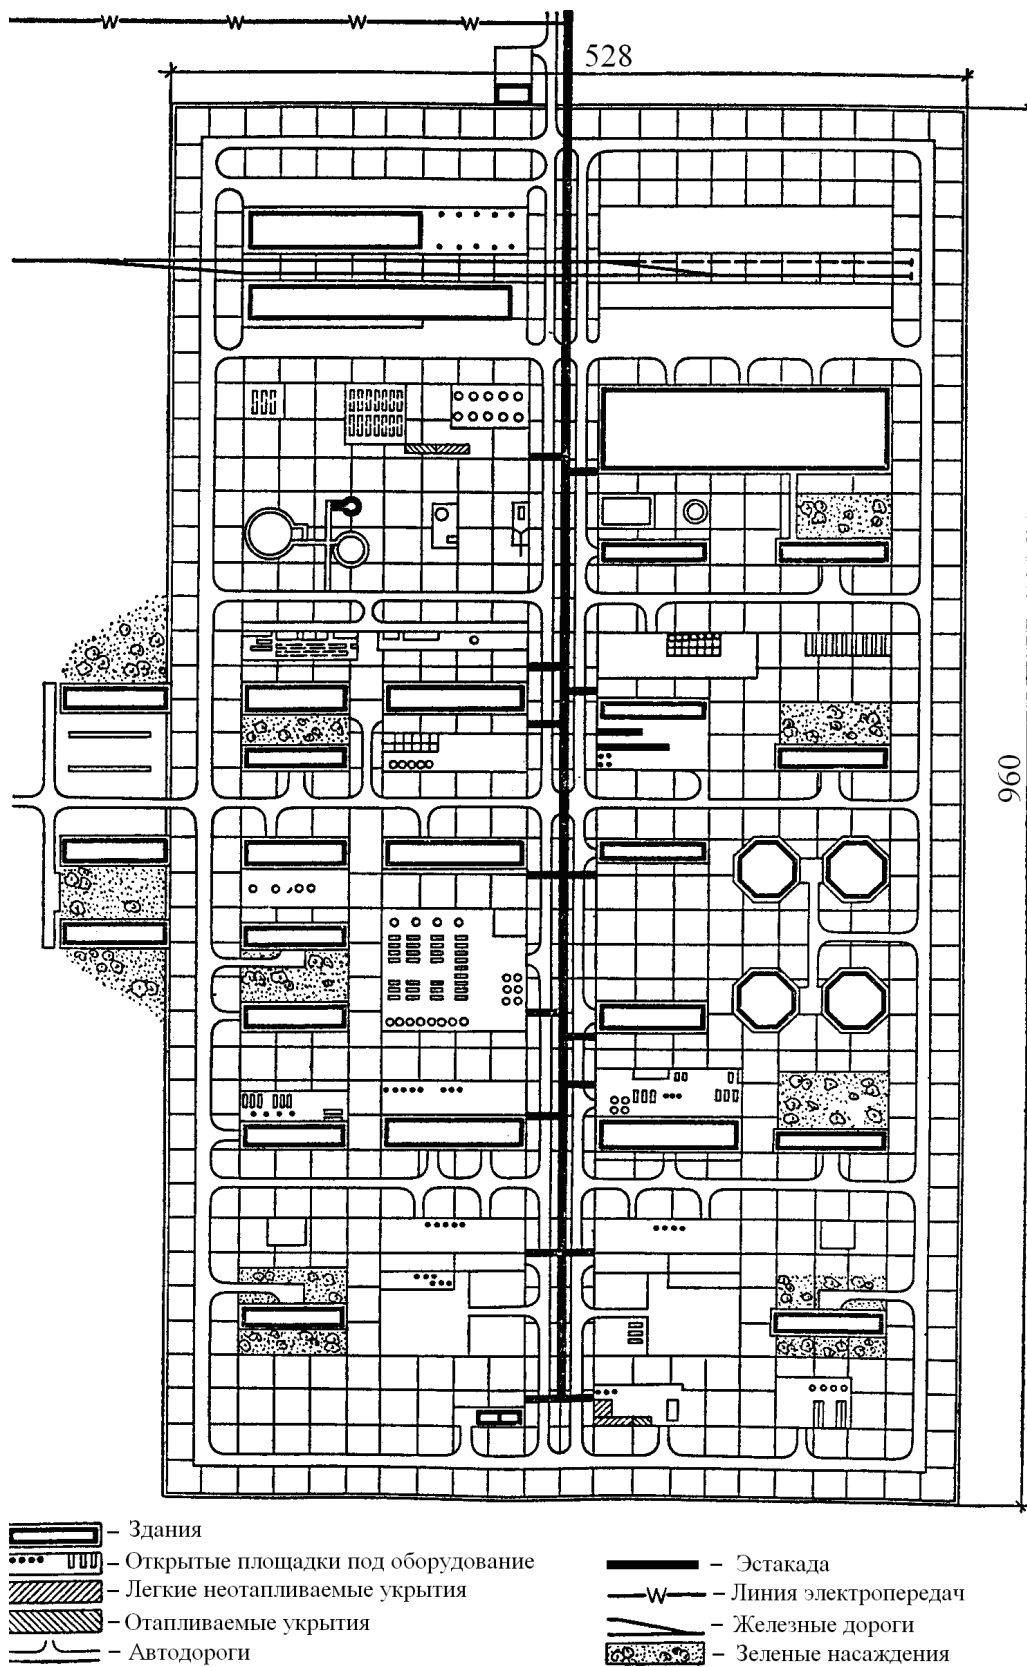 528
960
– Здания
– Открытые площадки под оборудование
– Легкие неотапливаемые укрытия
– Отапливаемые укрытия
– Автодороги
– Эстакада
W – Линия электропередач
– Железные дороги
– Зеленые насаждения